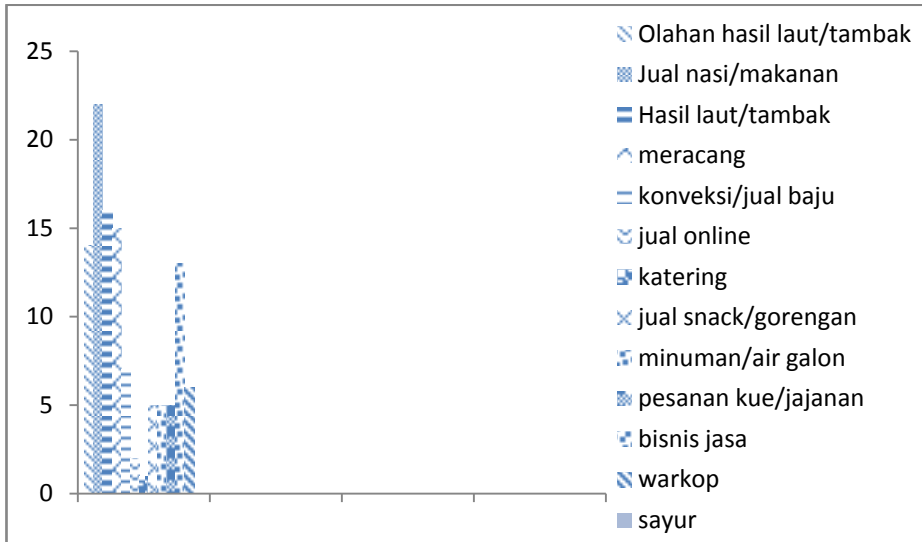 25
20
15
10
5
0
Olahan hasil laut/tambak
Jual nasi/makanan
Hasil laut/tambak
meracang
konveksi/jual baju
jual online
katering
jual snack/gorengan
minuman/air galon
pesanan kue/jajanan
bisnis jasa
warkop
sayur